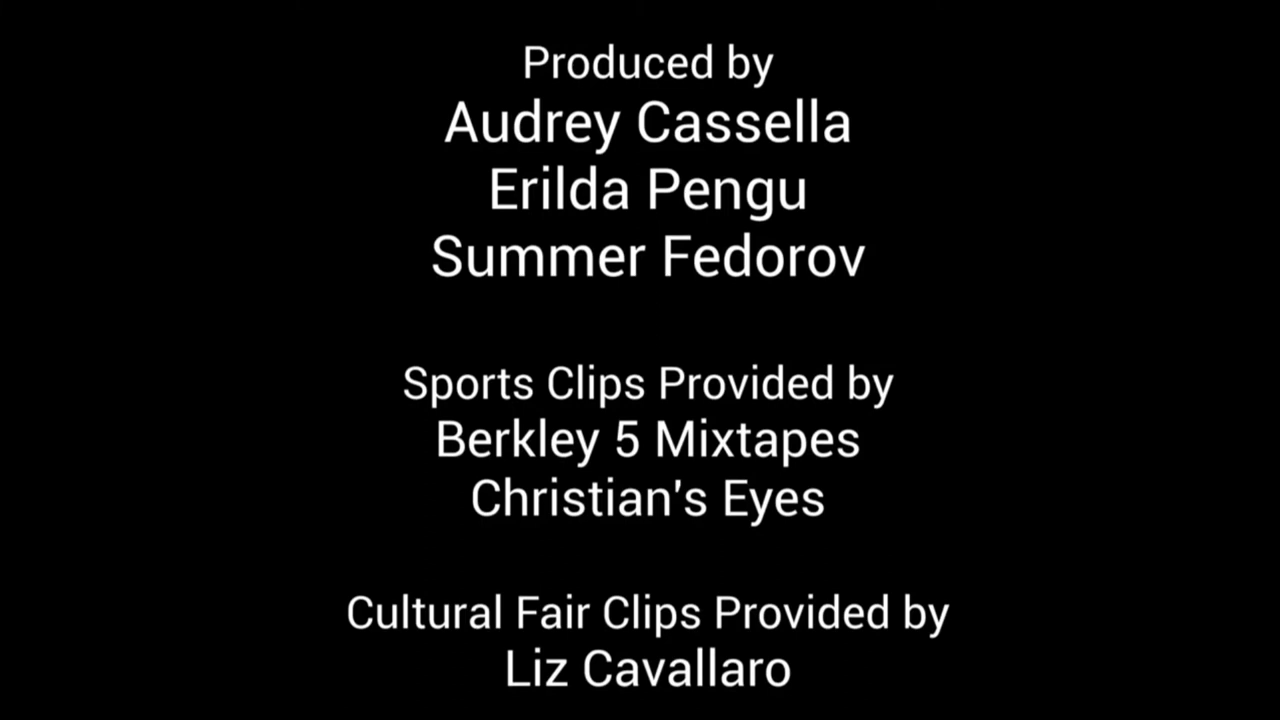 Produced by
Audrey Cassella
Erilda Pengu
Summer Fedorov
Sports Clips Provided by
Berkley 5 Mixtapes
Christian's Eyes
Cultural Fair Clips Provided by
Liz Cavallaro